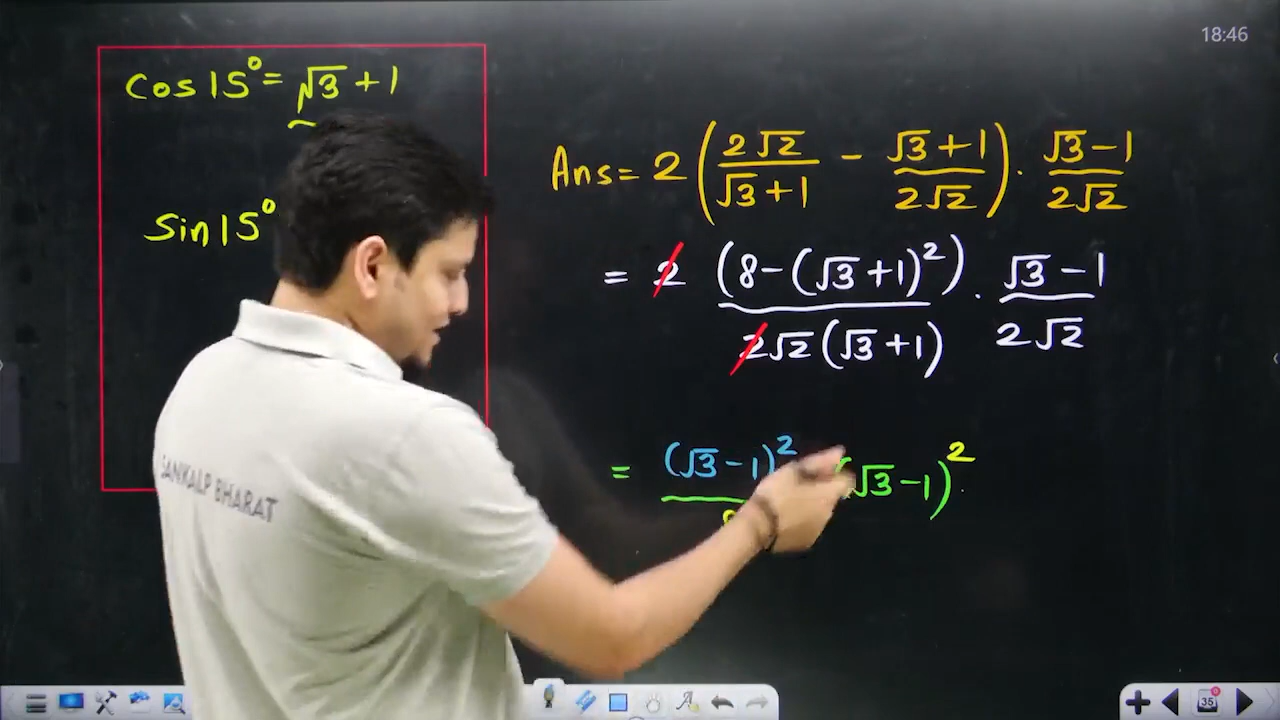 18:46
Cos 15° = √3 + 1
Sin 15°
Ans = 2 (2√2/(√3+1) - (√3+1)/(2√2)) . (√3-1)/(2√2)
= 2 (8-(√3+1)²)/(2√2(√3+1)) . (√3-1)/(2√2)
= (√3-1)² (√3-1)²
SANKALP BHARAT
35